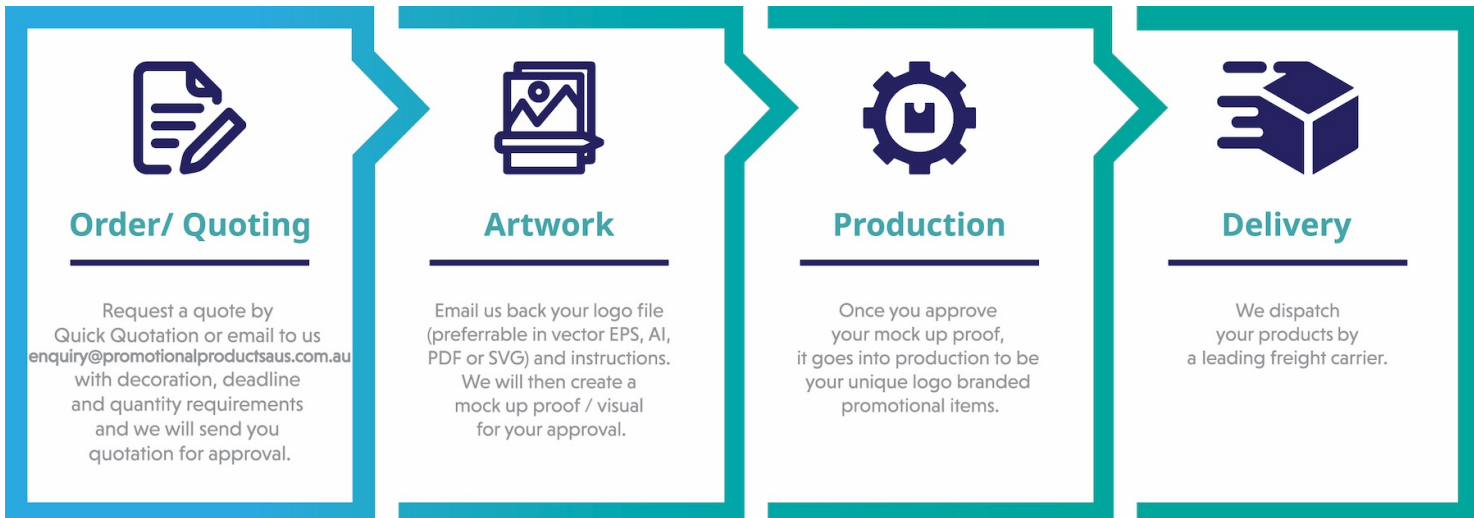 Order/ Quoting
Request a quote by
Quick Quotation or email to us
enquiry@promotionalproductsaus.com.au
with decoration, deadline
and quantity requirements
and we will send you
quotation for approval.
Artwork
Email us back your logo file
(preferrable in vector EPS, AI,
PDF or SVG) and instructions.
We will then create a
mock up proof / visual
for your approval.
Production
Once you approve
your mock up proof,
it goes into production to be
your unique logo branded
promotional items.
Delivery
We dispatch
your products by
a leading freight carrier.